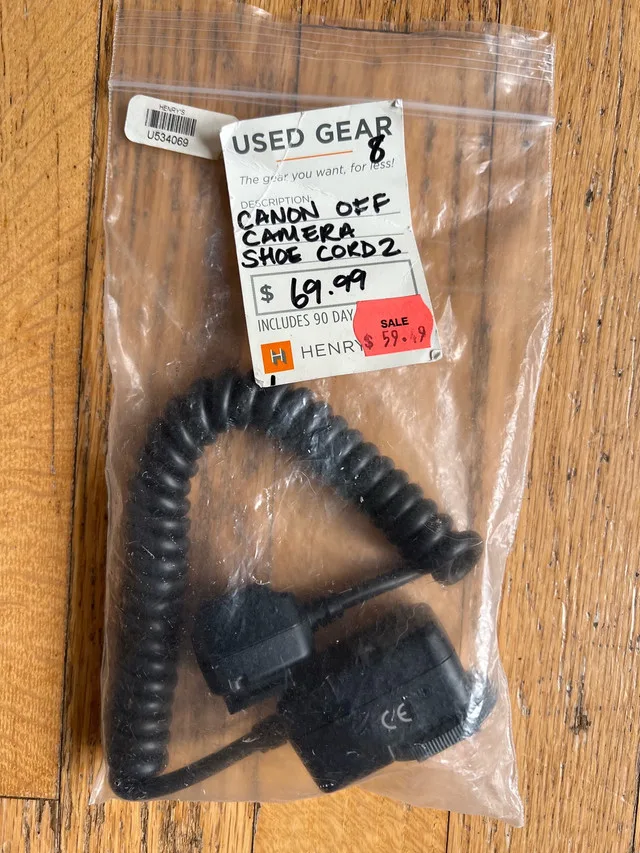 HENRY'S
U534069
USED GEAR
8
The gear you want, for less!
DESCRIPTION:
CANON OFF
CAMERA
SHOE CORD 2
$ 69.99
INCLUDES 90 DAY
SALE
$ 59.49
H HENRY
CE